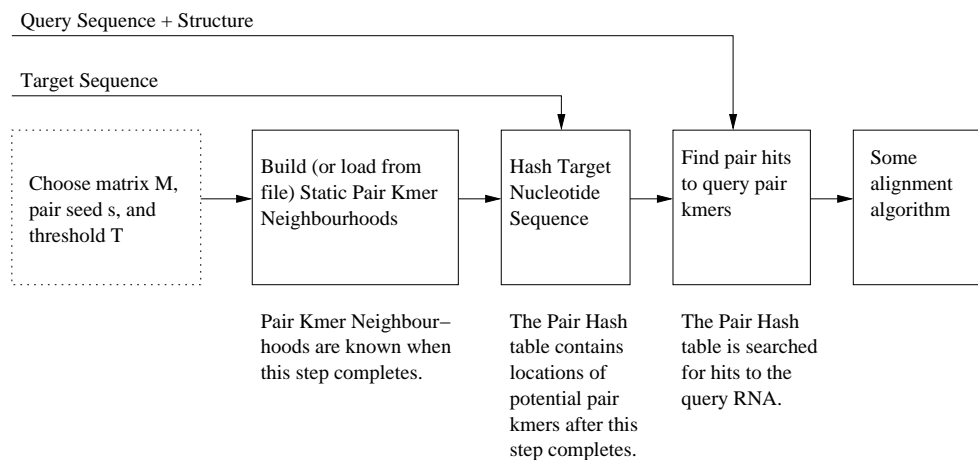 Query Sequence + Structure
Target Sequence
Choose matrix M,
pair seed s, and
threshold T
Build (or load from
file) Static Pair Kmer
Neighbourhoods
Hash Target
Nucleotide
Sequence
Find pair hits
to query pair
kmers
Some
alignment
algorithm
Pair Kmer Neighbour–
hoods are known when
this step completes.
The Pair Hash
table contains
locations of
potential pair
kmers after this
step completes.
The Pair Hash
table is searched
for hits to the
query RNA.